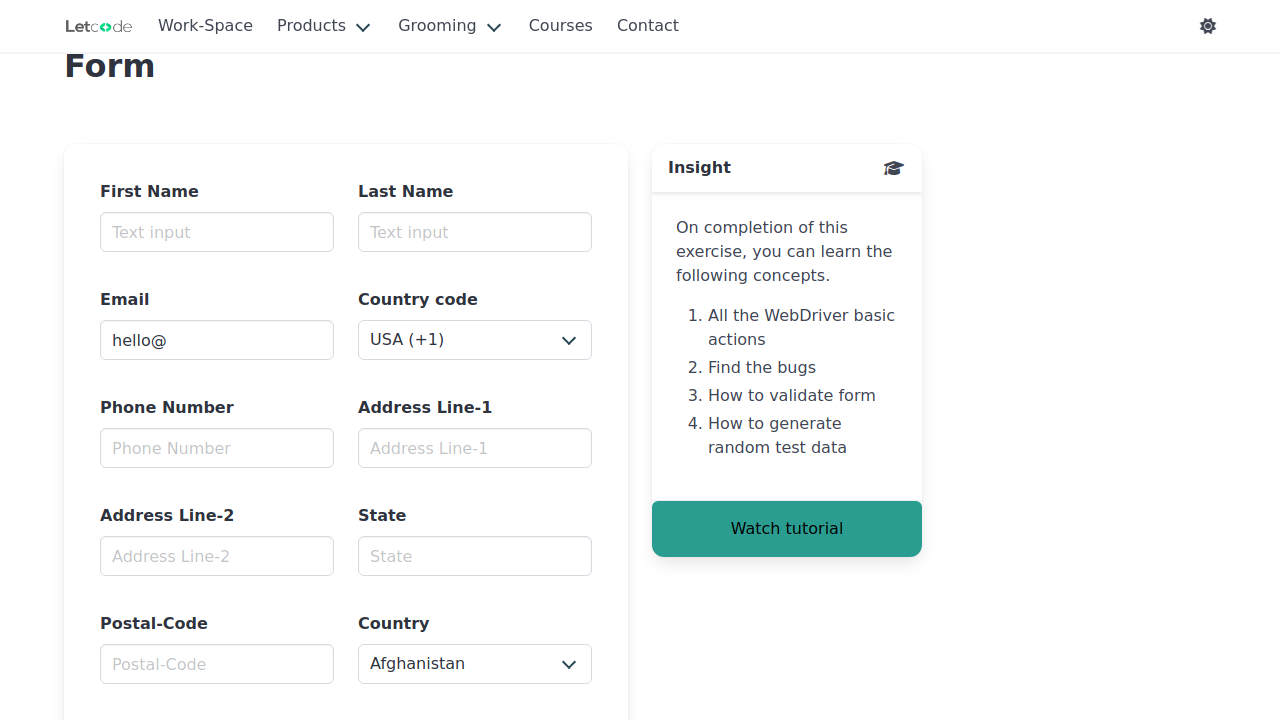 Letcode Work-Space Products Grooming Courses Contact
Form
First Name Last Name
Text input Text input
Email Country code
hello@ USA (+1)
Phone Number Address Line-1
Phone Number Address Line-1
Address Line-2 State
Address Line-2 State
Postal-Code Country
Postal-Code Afghanistan
Insight
On completion of this
exercise, you can learn the
following concepts.
1. All the WebDriver basic
actions
2. Find the bugs
3. How to validate form
4. How to generate
random test data
Watch tutorial